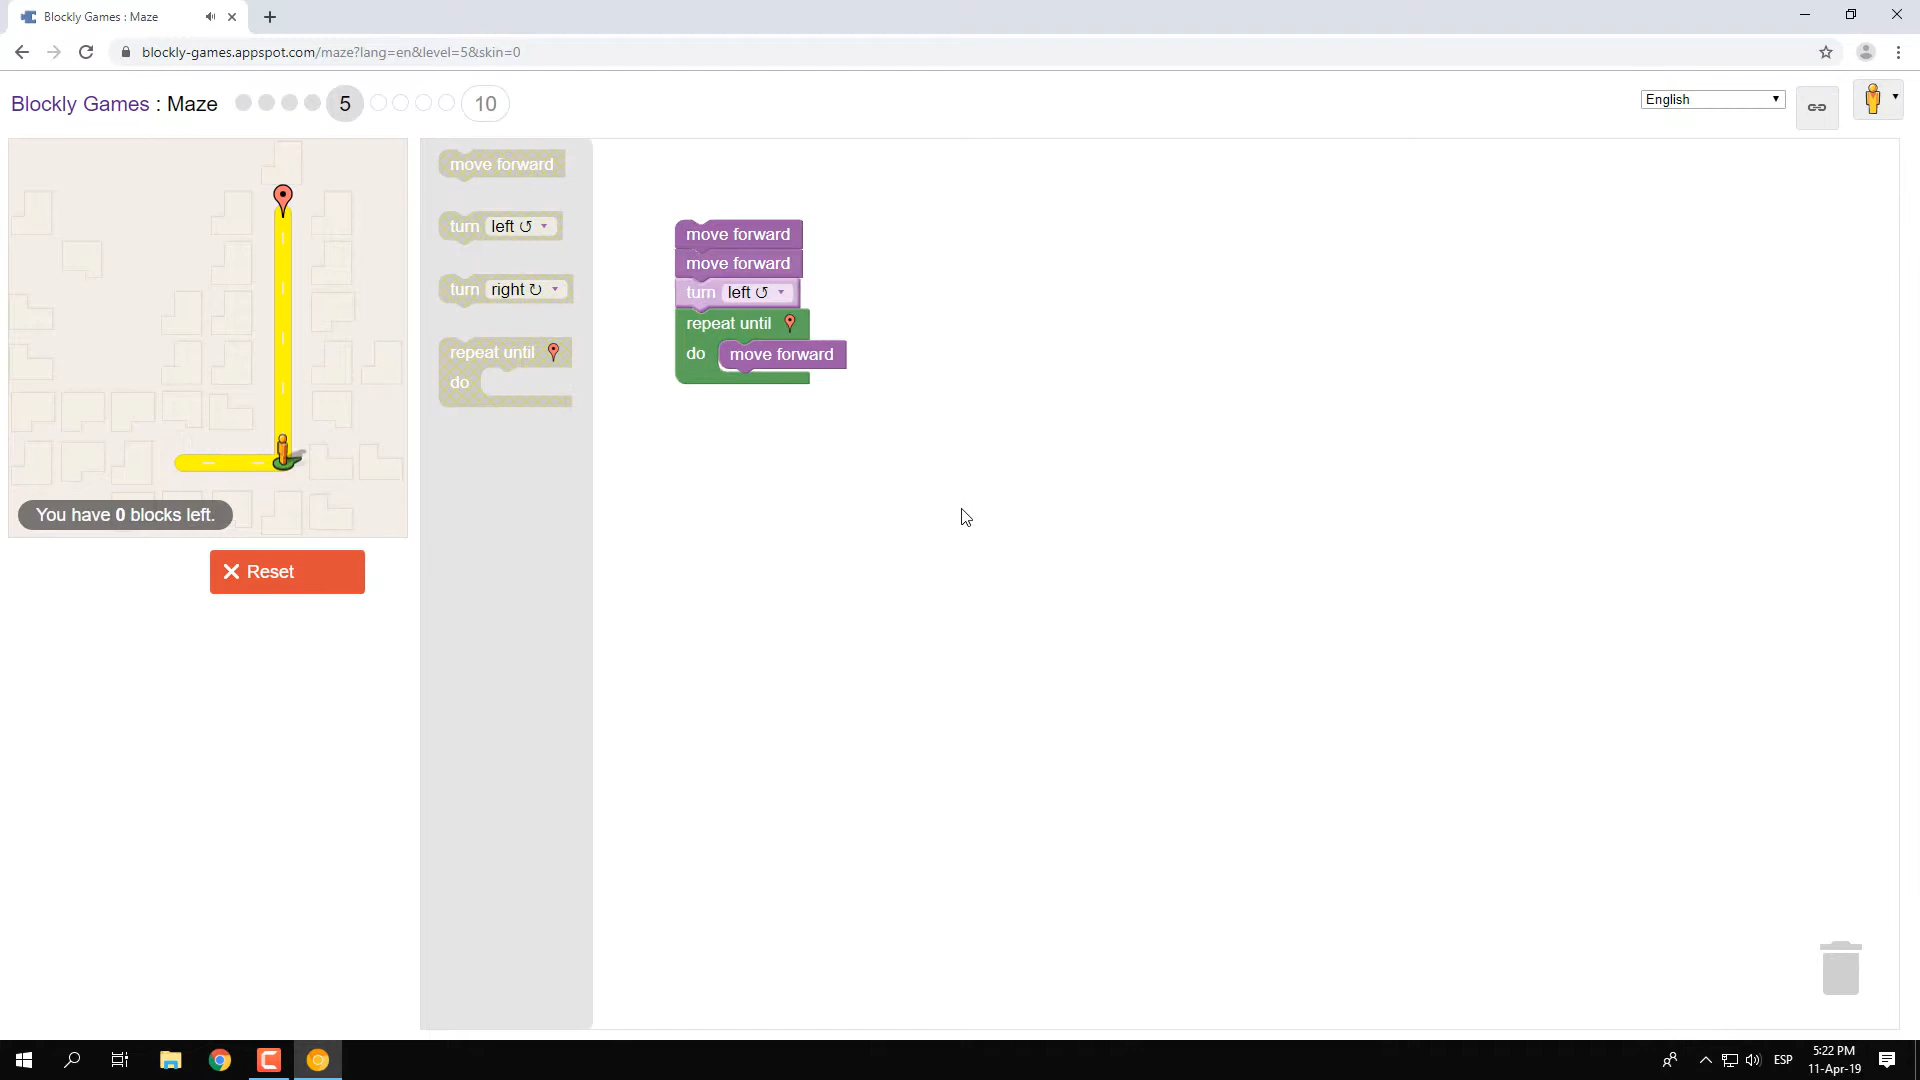 Blockly Games : Maze
blockly-games.appspot.com/maze?lang=en&level=5&skin=0
Blockly Games : Maze 5 10
English
move forward
turn left ↺
turn right ↻
repeat until
do
move forward
move forward
turn left ↺
repeat until
do move forward
You have 0 blocks left.
Reset
ESP
5:22 PM
11-Apr-19